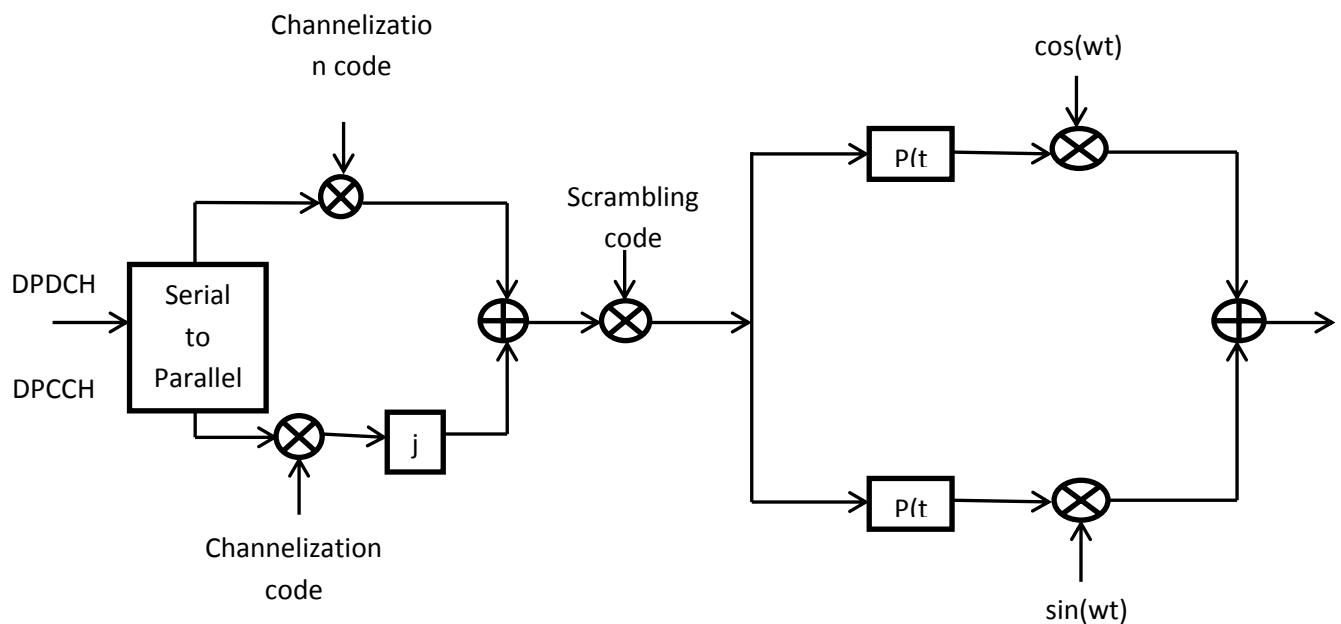 Channelizatio
n code
cos(wt)
P(t
Scrambling
code
DPDCH
Serial
to
Parallel
DPCCH
j
P(t
Channelization
code
sin(wt)